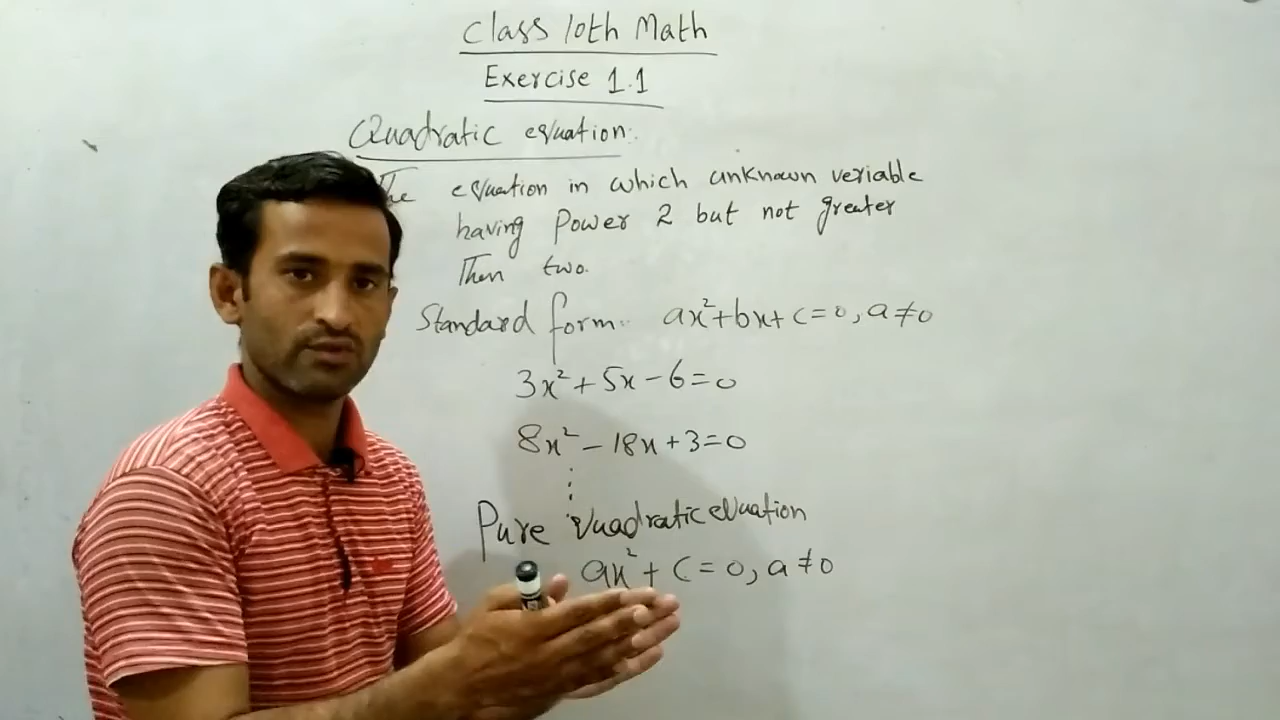 Class 10th Math
Exercise 1.1
Quadratic equation:
The equation in which unknown veriable
having Power 2 but not greater
Then two.
Standard form: ax²+bx+c=0, a≠0
3x²+5x-6=0
8x²-18x+3=0
Pure quadratic equation
ax²+c=0, a≠0